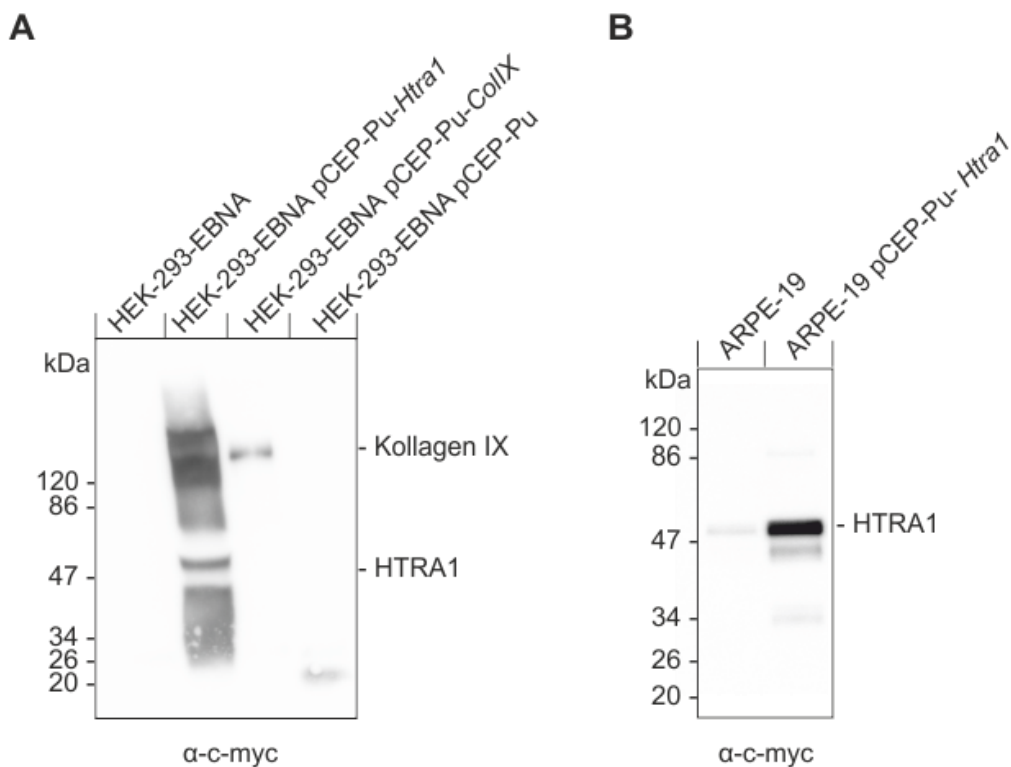 A
HEK-293-EBNA
HEK-293-EBNA pCEP-Pu-Htra1
HEK-293-EBNA pCEP-Pu-ColIX
HEK-293-EBNA pCEP-Pu
kDa
120 -
86 -
47 -
34 -
26 -
20 -
- Kollagen IX
- HTRA1
α-c-myc
B
ARPE-19
ARPE-19 pCEP-Pu- Htra1
kDa
120 -
86 -
47 -
34 -
26 -
20 -
- HTRA1
α-c-myc